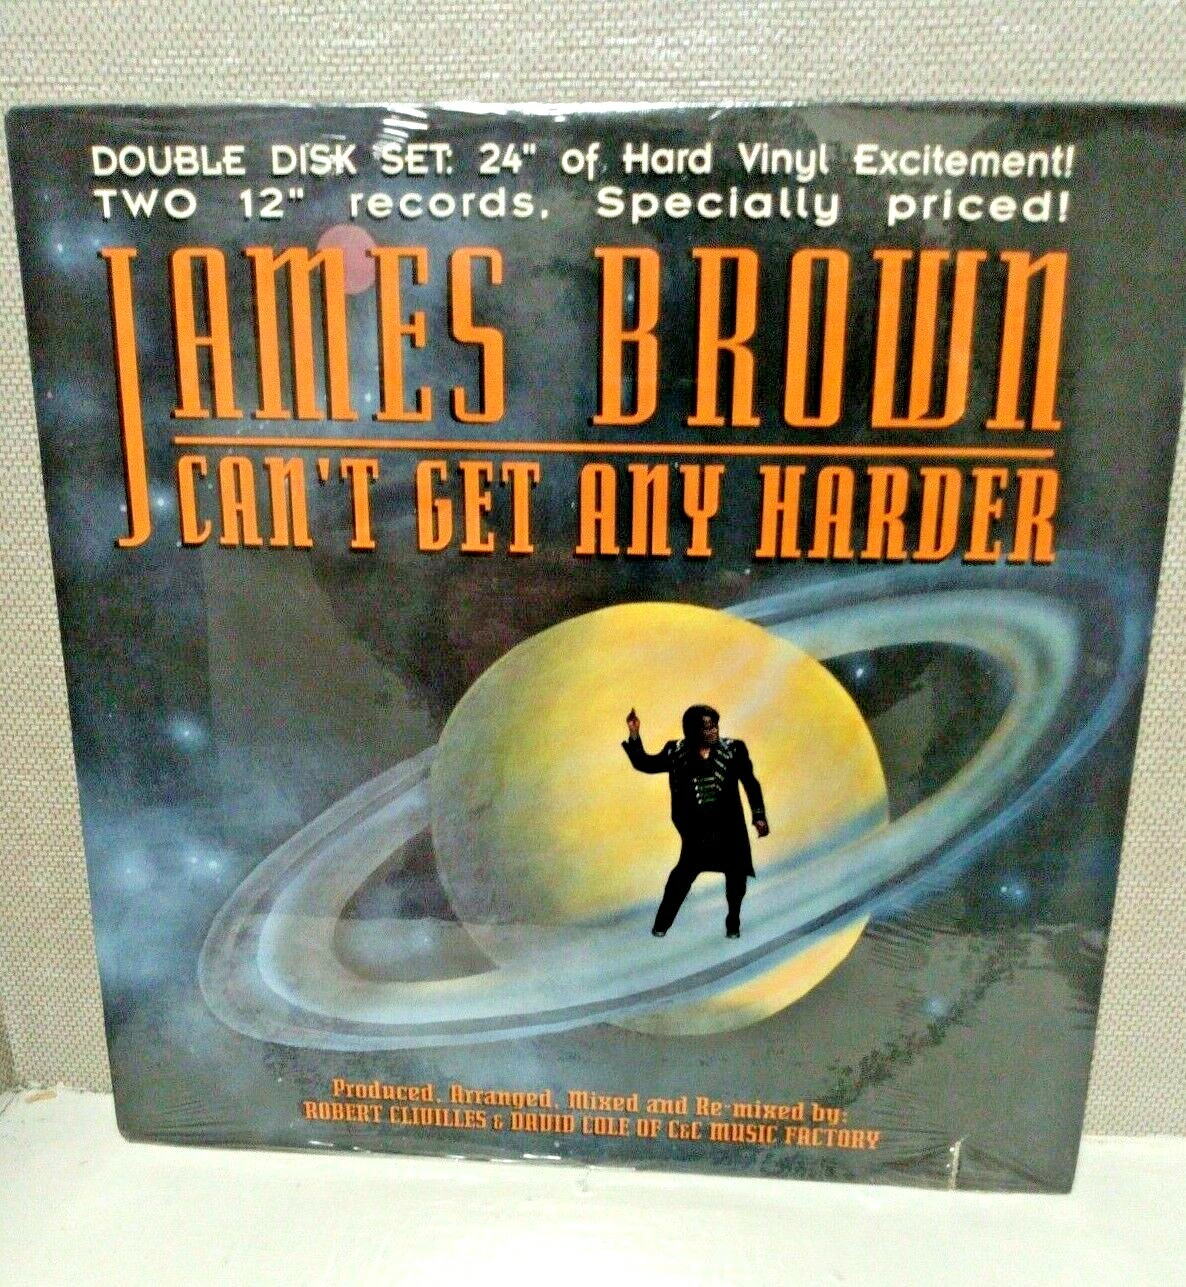 DOUBLE DISK SET: 24" of Hard Vinyl Excitement!
TWO 12" records, Specially priced!
JAMES BROWN
CAN'T GET ANY HARDER
Produced, Arranged, Mixed and Re-mixed by:
ROBERT CLIVILLES & DAVID COLE OF C&C MUSIC FACTORY